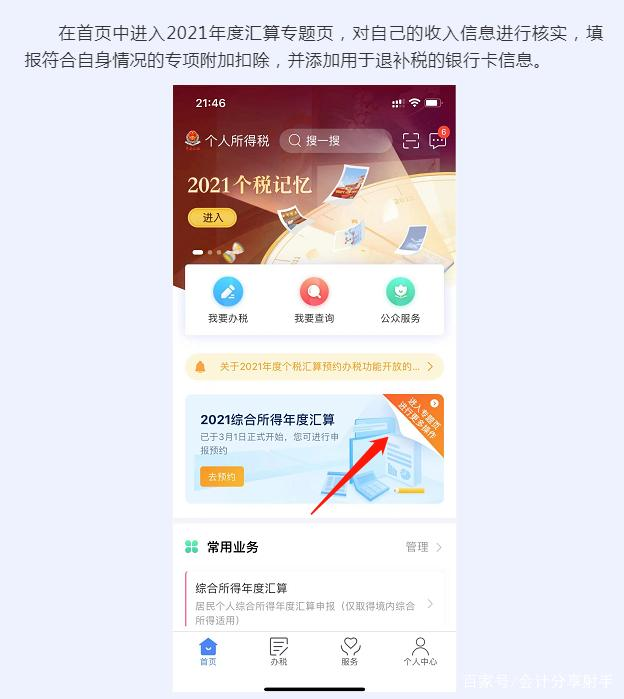 在首页中进入2021年度汇算专题页，对自己的收入信息进行核实，填
报符合自身情况的专项附加扣除，并添加用于退补税的银行卡信息。
21:46
个人所得税
搜一搜
6
2021个税记忆
进入
我要办税
我要查询
公众服务
关于2021年度个税汇算预约办税功能开放的...
进入专题页
进行更多操作
2021综合所得年度汇算
已于3月1日正式开始，您可进行申
报预约
去预约
常用业务
管理
综合所得年度汇算
居民个人综合所得年度汇算申报（仅取得境内综合
所得适用）
首页
办税
服务
个人中心
百家号/会计分享射手